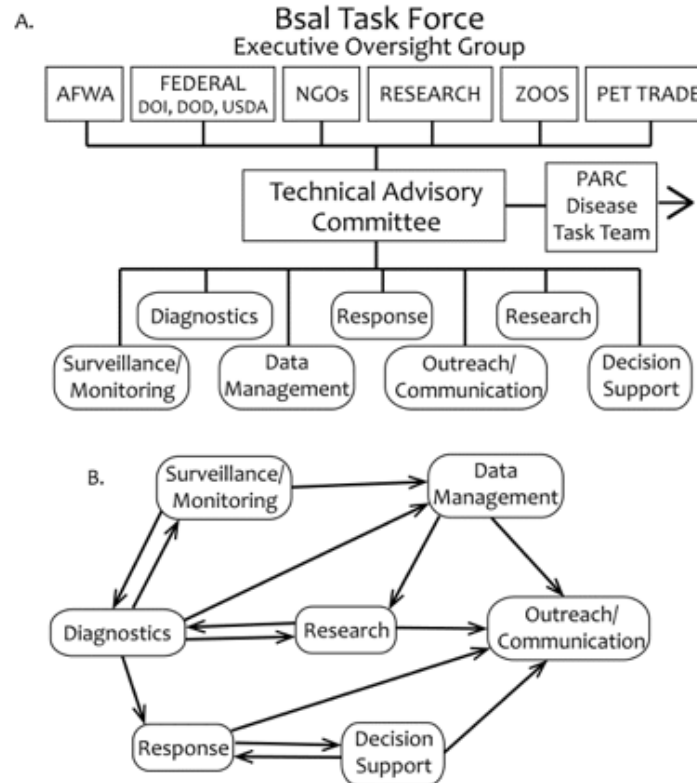 A.
Bsal Task Force
Executive Oversight Group
AFWA
FEDERAL
DOI, DOD, USDA
NGOs
RESEARCH
ZOOS
PET TRADE
Technical Advisory
Committee
PARC
Disease
Task Team
Diagnostics
Response
Research
Surveillance/
Monitoring
Data
Management
Outreach/
Communication
Decision
Support
B.
Surveillance/
Monitoring
Data
Management
Diagnostics
Research
Outreach/
Communication
Response
Decision
Support